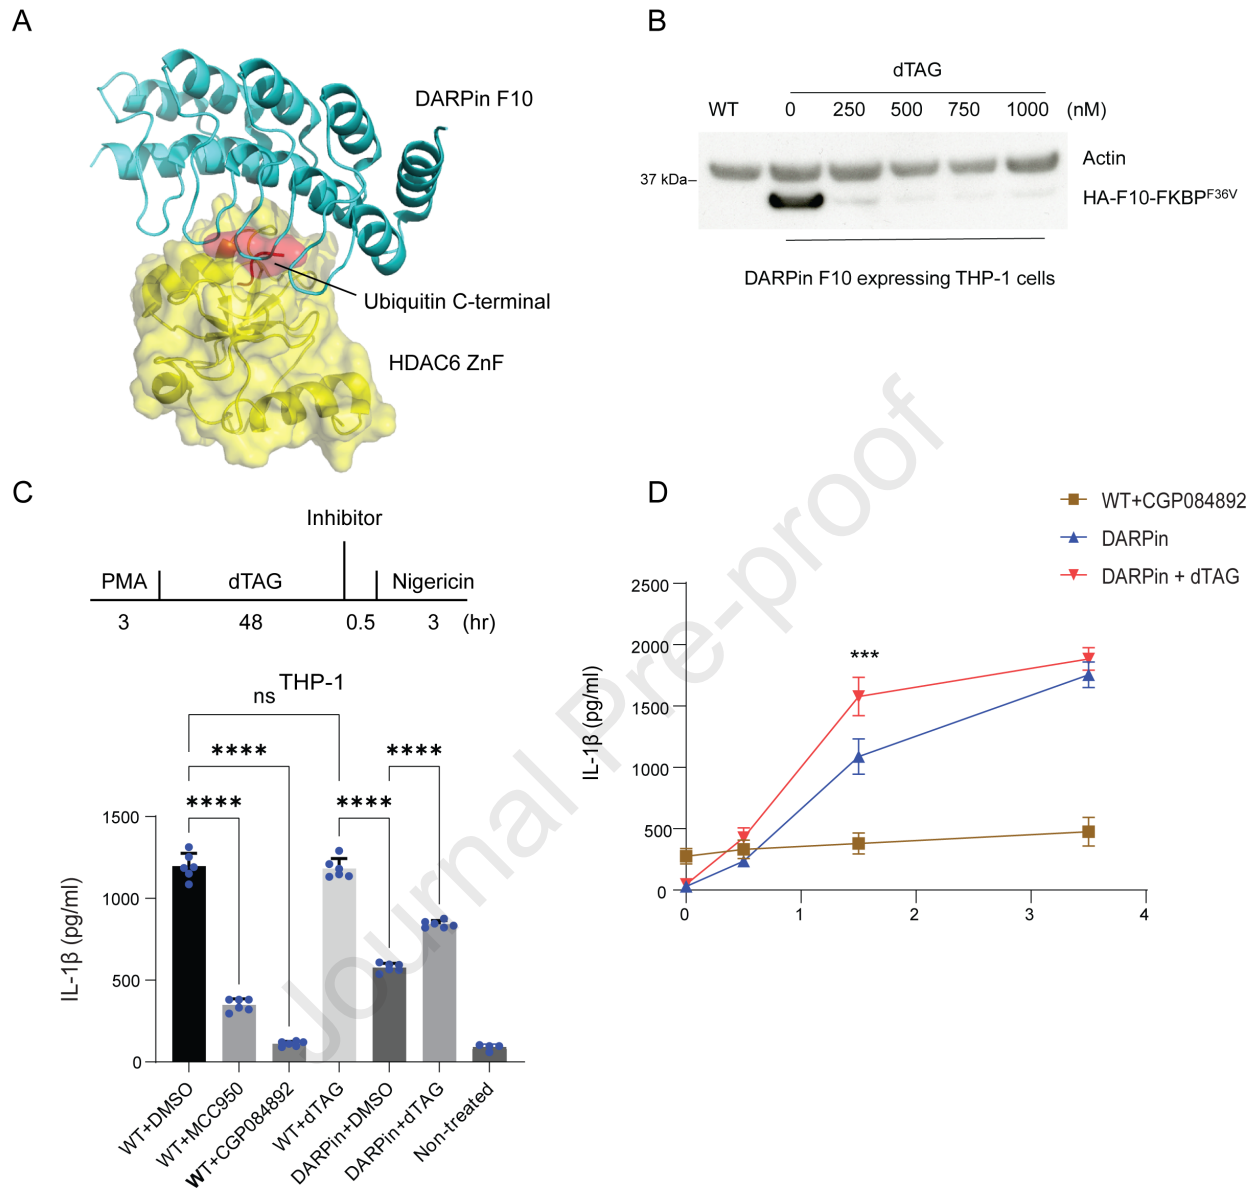 A
DARPin F10
Ubiquitin C-terminal
HDAC6 ZnF
B
dTAG
WT 0 250 500 750 1000 (nM)
Actin
37 kDa–
HA-F10-FKBP^F36V
DARPin F10 expressing THP-1 cells
C
Inhibitor
PMA dTAG Nigericin
3 48 0.5 3 (hr)
THP-1
ns
**** ****
**** ****
IL-1β (pg/ml)
1500
1000
500
0
WT+DMSO
WT+MCC950
WT+CGP084892
WT+dTAG
DARPin+DMSO
DARPin+dTAG
Non-treated
D
WT+CGP084892
DARPin
DARPin + dTAG
IL-1β (pg/ml)
2500
2000
1500
1000
500
0
***
0 1 2 3 4
Journal Pre-proof